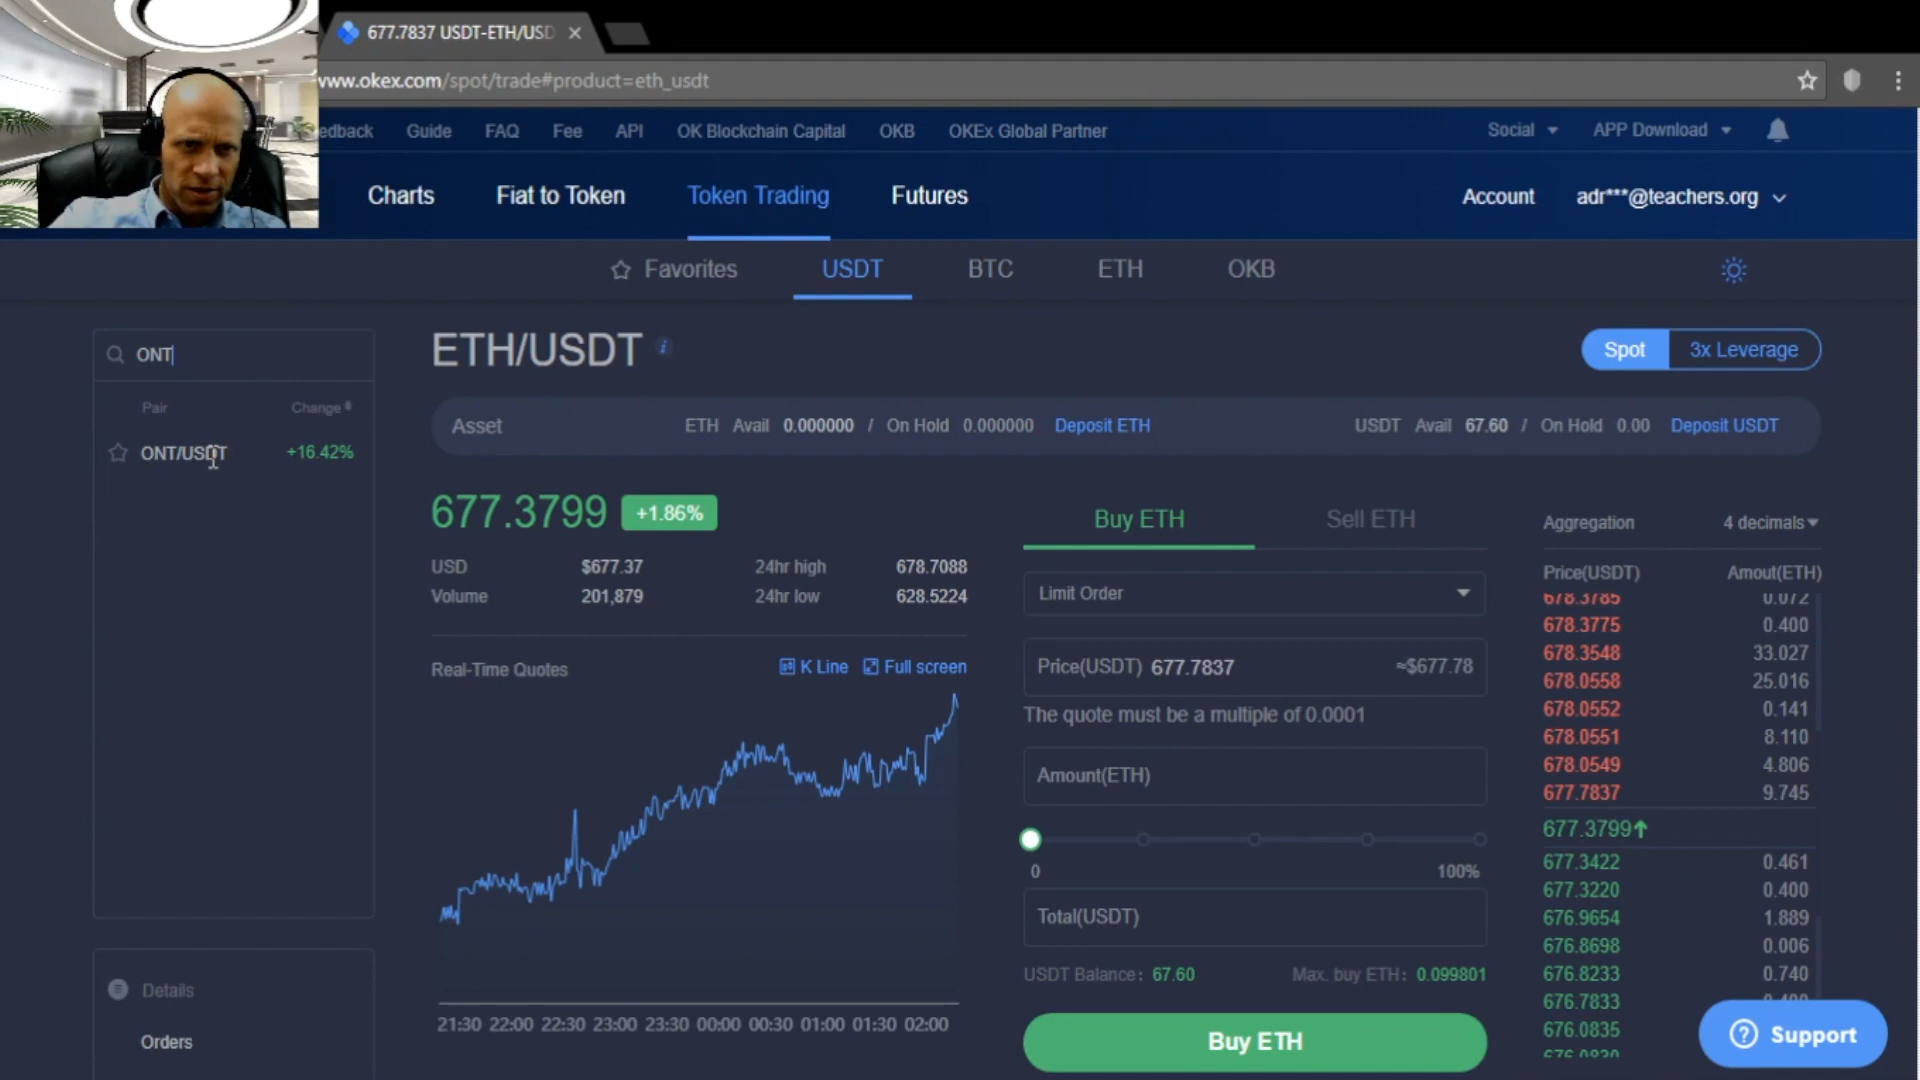 677.7837 USDT-ETH/USD
www.okex.com/spot/trade#product=eth_usdt
edback Guide FAQ Fee API OK Blockchain Capital OKB OKEx Global Partner Social APP Download
Charts Fiat to Token Token Trading Futures Account adr***@teachers.org
Favorites USDT BTC ETH OKB
ONT
Pair Change
ONT/USDT +16.42%
ETH/USDT
Spot 3x Leverage
Asset ETH Avail 0.000000 / On Hold 0.000000 Deposit ETH USDT Avail 67.60 / On Hold 0.00 Deposit USDT
677.3799 +1.86%
USD $677.37 24hr high 678.7088
Volume 201,879 24hr low 628.5224
Real-Time Quotes K Line Full screen
21:30 22:00 22:30 23:00 23:30 00:00 00:30 01:00 01:30 02:00
Buy ETH Sell ETH
Limit Order
Price(USDT) 677.7837 ≈$677.78
The quote must be a multiple of 0.0001
Amount(ETH)
0 100%
Total(USDT)
USDT Balance: 67.60 Max. buy ETH: 0.099801
Buy ETH
Aggregation 4 decimals
Price(USDT) Amout(ETH)
678.3785 0.072
678.3775 0.400
678.3548 33.027
678.0558 25.016
678.0552 0.141
678.0551 8.110
678.0549 4.806
677.7837 9.745
677.3799↑
677.3422 0.461
677.3220 0.400
676.9654 1.889
676.8698 0.006
676.8233 0.740
676.7833
676.0835
Support
Details
Orders